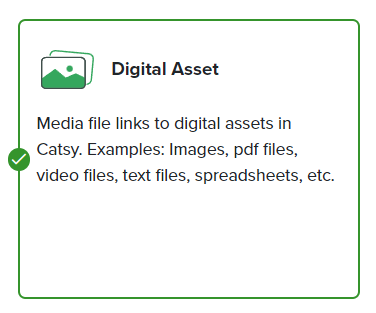 Digital Asset
Media file links to digital assets in
Catsy. Examples: Images, pdf files,
video files, text files, spreadsheets, etc.